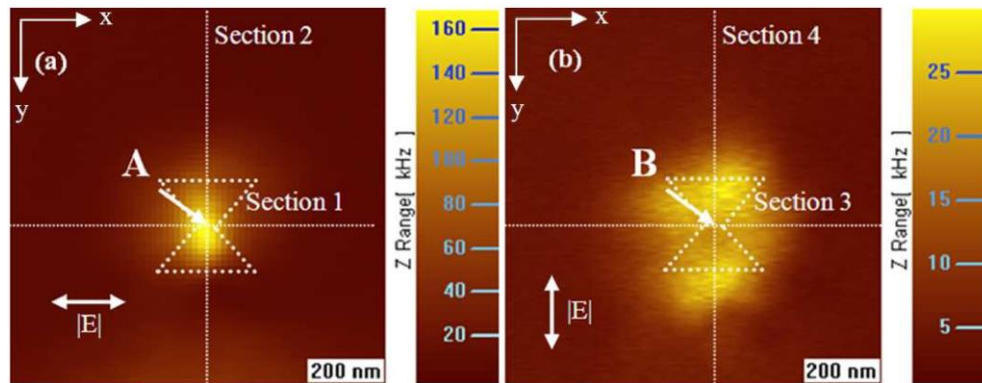 x
Section 2
(a)
y
A
Section 1
|E|
200 nm
160
140
120
100
80
60
40
20
Z Range[ kHz ]
x
Section 4
(b)
y
B
Section 3
|E|
200 nm
25
20
15
10
5
Z Range[ kHz ]